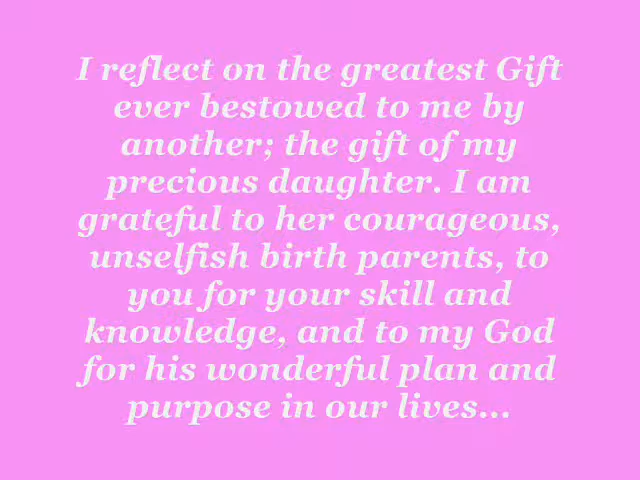 I reflect on the greatest Gift
ever bestowed to me by
another; the gift of my
precious daughter. I am
grateful to her courageous,
unselfish birth parents, to
you for your skill and
knowledge, and to my God
for his wonderful plan and
purpose in our lives...